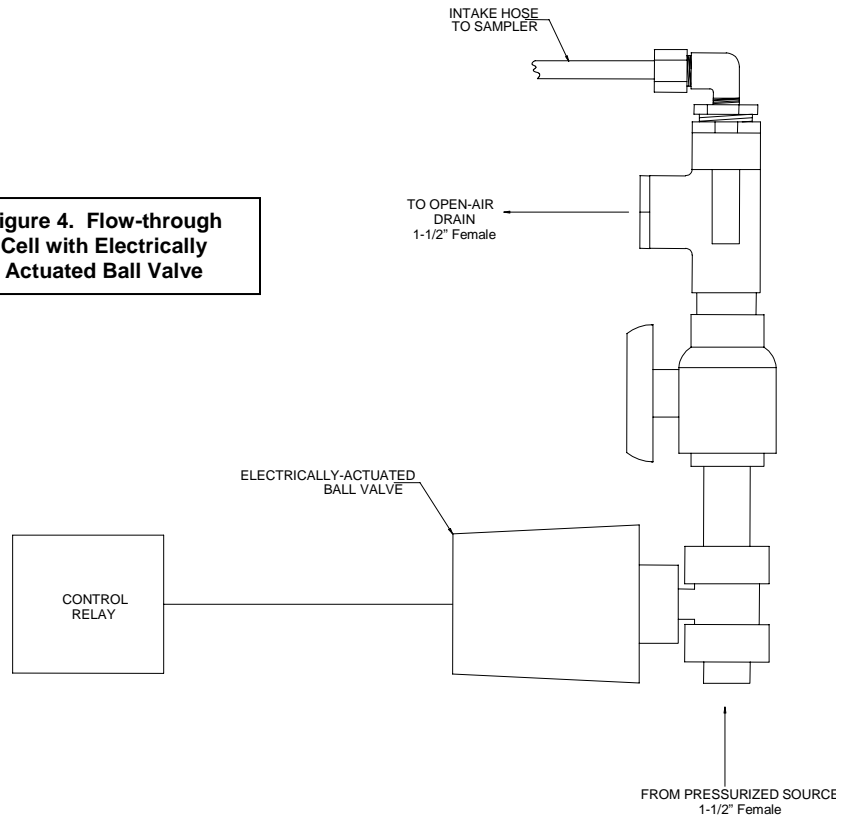 INTAKE HOSE
TO SAMPLER
TO OPEN-AIR
DRAIN
1-1/2" Female
igure 4. Flow-through
Cell with Electrically
Actuated Ball Valve
ELECTRICALLY-ACTUATED
BALL VALVE
CONTROL
RELAY
FROM PRESSURIZED SOURCE
1-1/2" Female